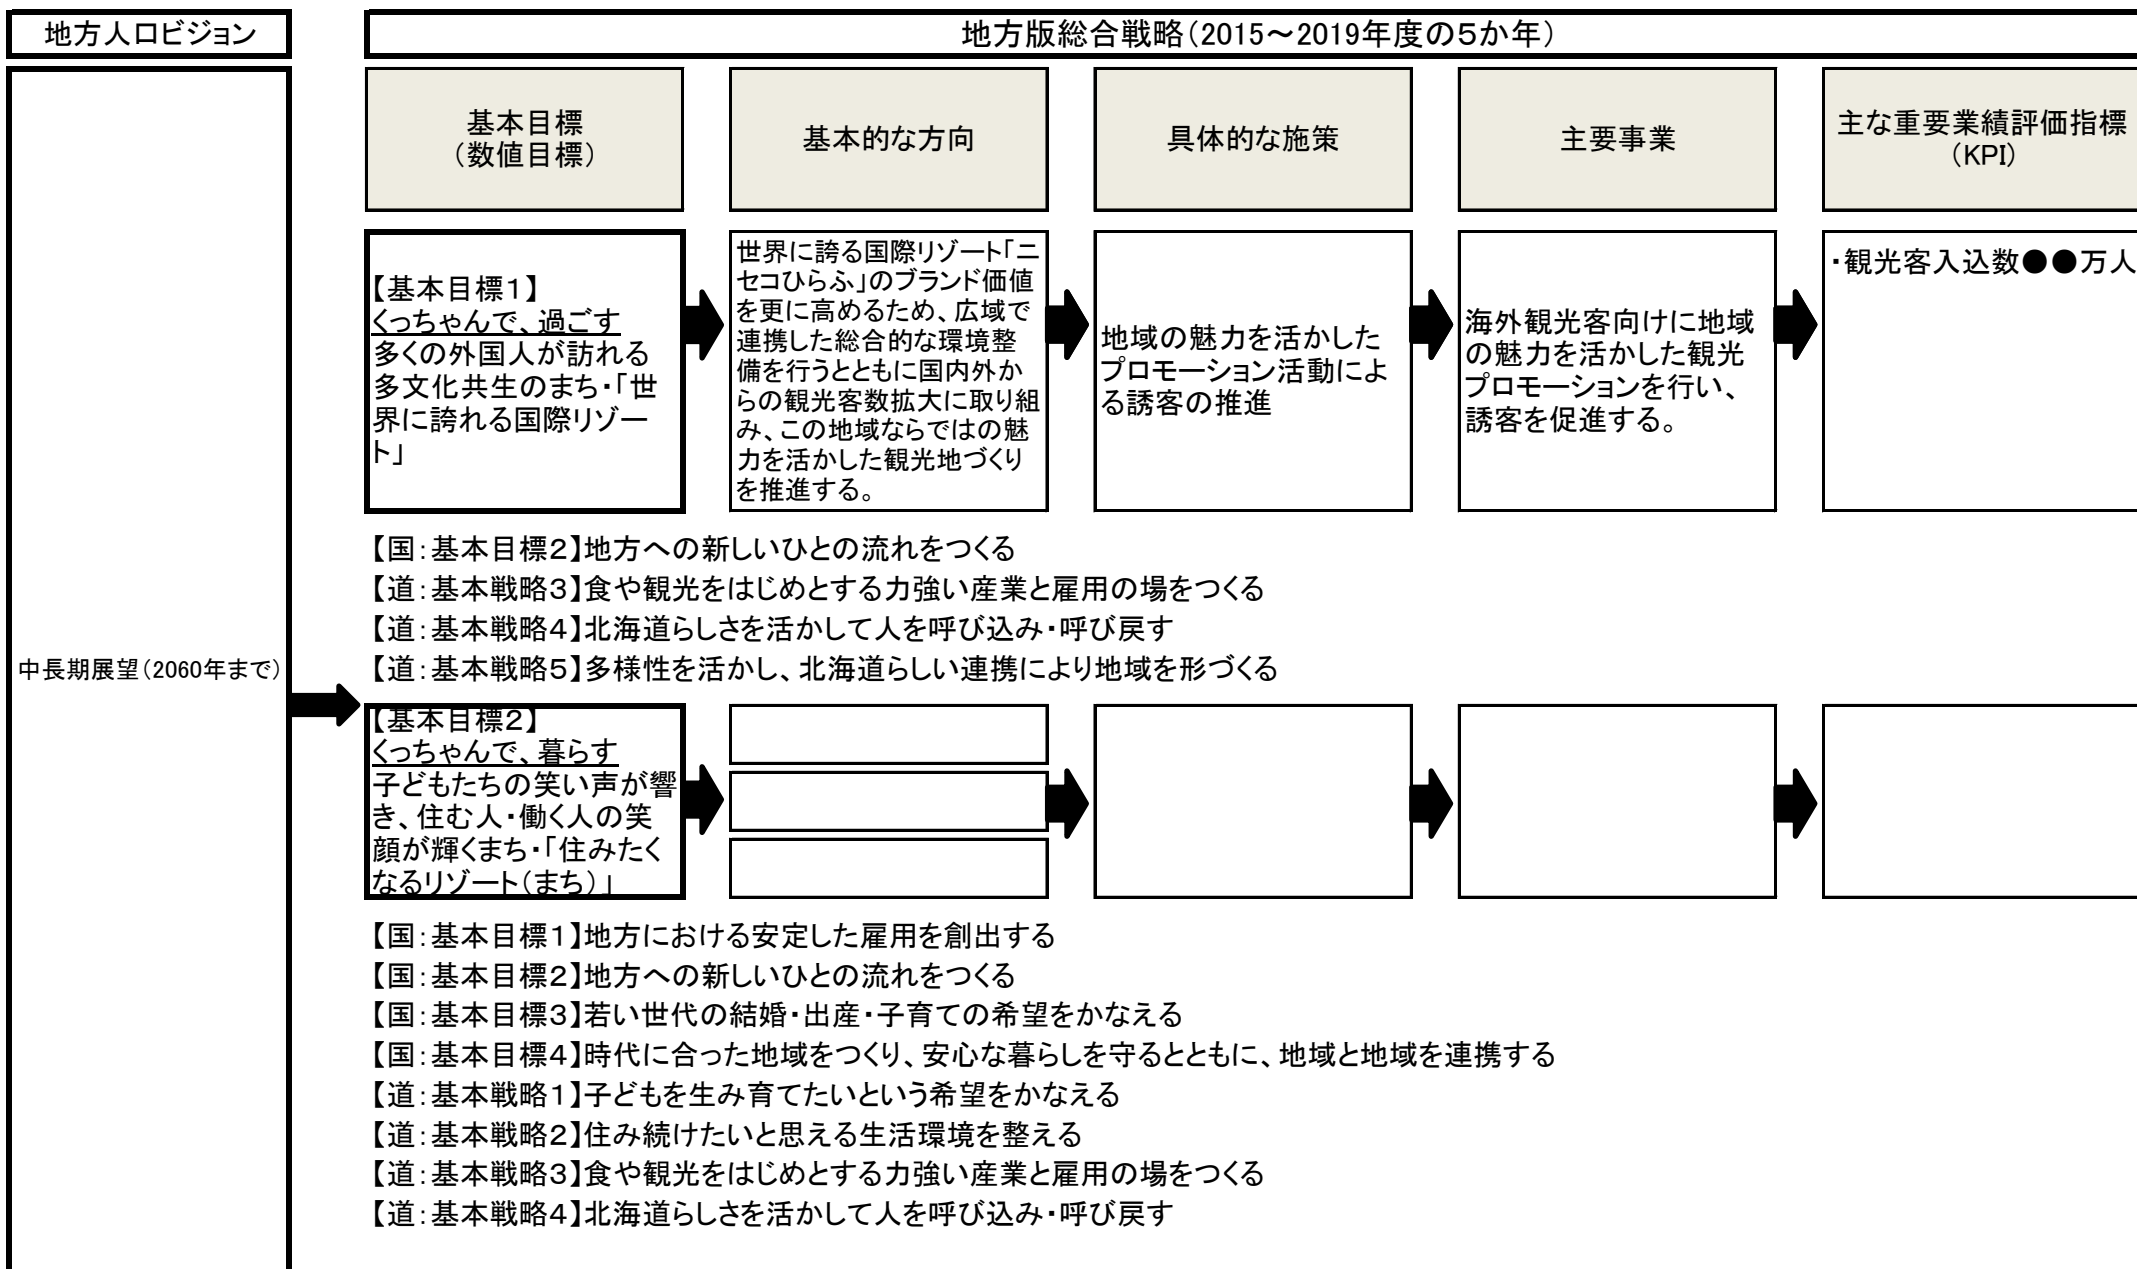 地方人口ビジョン
地方版総合戦略（2015～2019年度の５か年）
基本目標
（数値目標）
基本的な方向
具体的な施策
主要事業
主な重要業績評価指標
（KPI）
【基本目標１】
くっちゃんで、過ごす
多くの外国人が訪れる
多文化共生のまち・「世
界に誇れる国際リゾー
ト」
世界に誇る国際リゾート「ニ
セコひらふ」のブランド価値
を更に高めるため、広域で
連携した総合的な環境整
備を行うとともに国内外か
らの観光客数拡大に取り組
み、この地域ならではの魅
力を活かした観光地づくり
を推進する。
地域の魅力を活かした
プロモーション活動によ
る誘客の推進
海外観光客向けに地域
の魅力を活かした観光
プロモーションを行い、
誘客を促進する。
・観光客入込数●●万人
【国：基本目標２】地方への新しいひとの流れをつくる
【道：基本戦略３】食や観光をはじめとする力強い産業と雇用の場をつくる
【道：基本戦略４】北海道らしさを活かして人を呼び込み・呼び戻す
【道：基本戦略５】多様性を活かし、北海道らしい連携により地域を形づくる
中長期展望（2060年まで）
【基本目標２】
くっちゃんで、暮らす
子どもたちの笑い声が響
き、住む人・働く人の笑
顔が輝くまち・「住みたく
なるリゾート（まち）」
【国：基本目標１】地方における安定した雇用を創出する
【国：基本目標２】地方への新しいひとの流れをつくる
【国：基本目標３】若い世代の結婚・出産・子育ての希望をかなえる
【国：基本目標４】時代に合った地域をつくり、安心な暮らしを守るとともに、地域と地域を連携する
【道：基本戦略１】子どもを生み育てたいという希望をかなえる
【道：基本戦略２】住み続けたいと思える生活環境を整える
【道：基本戦略３】食や観光をはじめとする力強い産業と雇用の場をつくる
【道：基本戦略４】北海道らしさを活かして人を呼び込み・呼び戻す